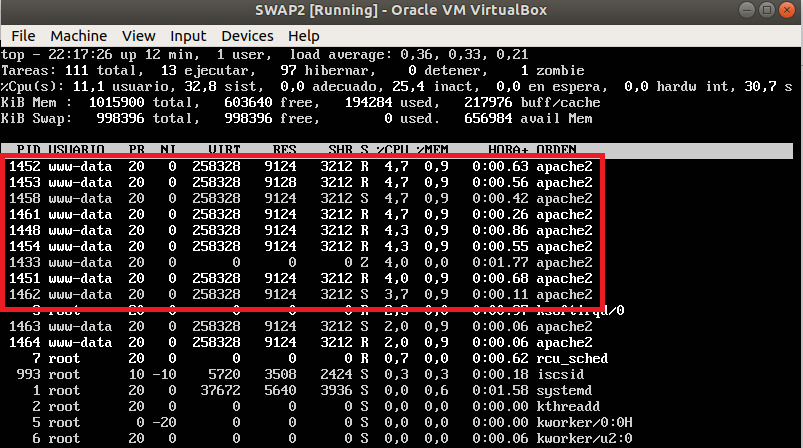 SWAP2 [Running] - Oracle VM VirtualBox
File Machine View Input Devices Help
top - 22:17:26 up 12 min, 1 user, load average: 0,36, 0,33, 0,21
Tareas: 111 total, 13 ejecutar, 97 hibernar, 0 detener, 1 zombie
%Cpu(s): 11,1 usuario, 32,8 sist, 0,0 adecuado, 25,4 inact, 0,0 en espera, 0,0 hardw int, 30,7 s
KiB Mem : 1015900 total, 603640 free, 194284 used, 217976 buff/cache
KiB Swap: 998396 total, 998396 free, 0 used. 656984 avail Mem
PID USUARIO PR NI VIRT RES SHR S %CPU %MEM HORA+ ORDEN
1452 www-data 20 0 258328 9124 3212 R 4,7 0,9 0:00.63 apache2
1453 www-data 20 0 258328 9128 3212 R 4,7 0,9 0:00.56 apache2
1458 www-data 20 0 258328 9124 3212 S 4,7 0,9 0:00.42 apache2
1461 www-data 20 0 258328 9124 3212 R 4,7 0,9 0:00.26 apache2
1448 www-data 20 0 258328 9124 3212 R 4,3 0,9 0:00.86 apache2
1454 www-data 20 0 258328 9124 3212 R 4,3 0,9 0:00.55 apache2
1433 www-data 20 0 0 0 0 Z 4,0 0,0 0:01.77 apache2
1451 www-data 20 0 258328 9124 3212 R 4,0 0,9 0:00.68 apache2
1462 www-data 20 0 258328 9124 3212 S 3,7 0,9 0:00.11 apache2
3 root 20 0 0 0 0 R 2,3 0,0 0:00.97 ksoftirqd/0
1463 www-data 20 0 258328 9124 3212 S 2,0 0,9 0:00.06 apache2
1464 www-data 20 0 258328 9124 3212 R 2,0 0,9 0:00.06 apache2
7 root 20 0 0 0 0 R 0,7 0,0 0:00.62 rcu_sched
993 root 10 -10 5720 3508 2424 S 0,3 0,3 0:00.18 iscsid
1 root 20 0 37672 5640 3936 S 0,0 0,6 0:01.58 systemd
2 root 20 0 0 0 0 S 0,0 0,0 0:00.00 kthreadd
5 root 0 -20 0 0 0 S 0,0 0,0 0:00.00 kworker/0:0H
6 root 20 0 0 0 0 S 0,0 0,0 0:00.00 kworker/u2:0